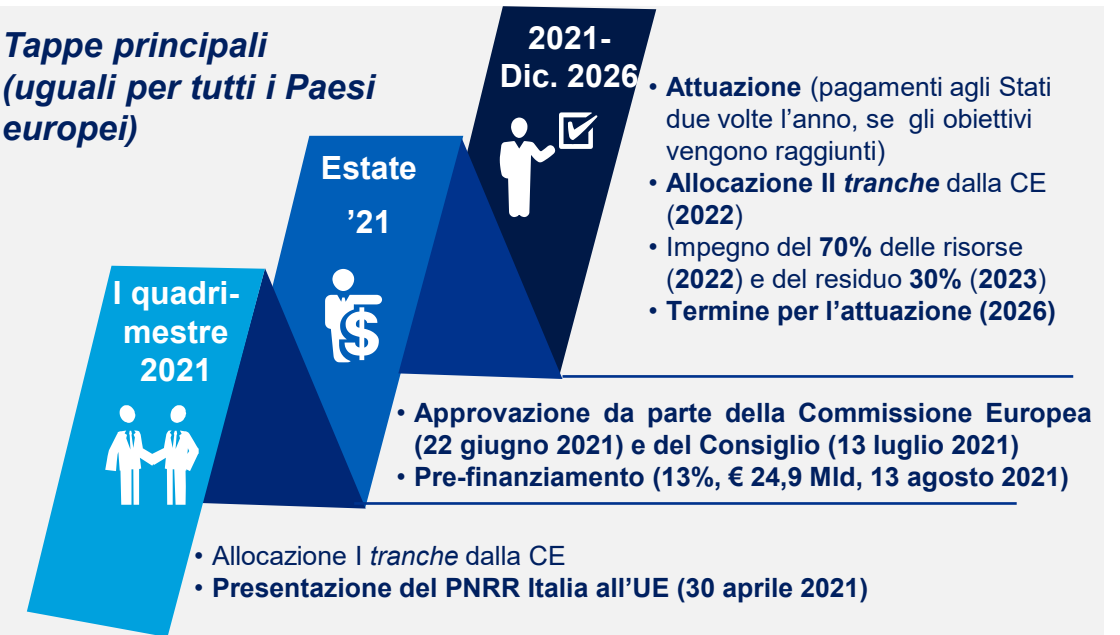 Tappe principali
(uguali per tutti i Paesi
europei)
2021-
Dic. 2026
• Attuazione (pagamenti agli Stati
due volte l’anno, se gli obiettivi
vengono raggiunti)
• Allocazione II tranche dalla CE
(2022)
• Impegno del 70% delle risorse
(2022) e del residuo 30% (2023)
• Termine per l’attuazione (2026)
Estate
’21
• Approvazione da parte della Commissione Europea
(22 giugno 2021) e del Consiglio (13 luglio 2021)
• Pre-finanziamento (13%, € 24,9 Mld, 13 agosto 2021)
I quadri-
mestre
2021
• Allocazione I tranche dalla CE
• Presentazione del PNRR Italia all’UE (30 aprile 2021)